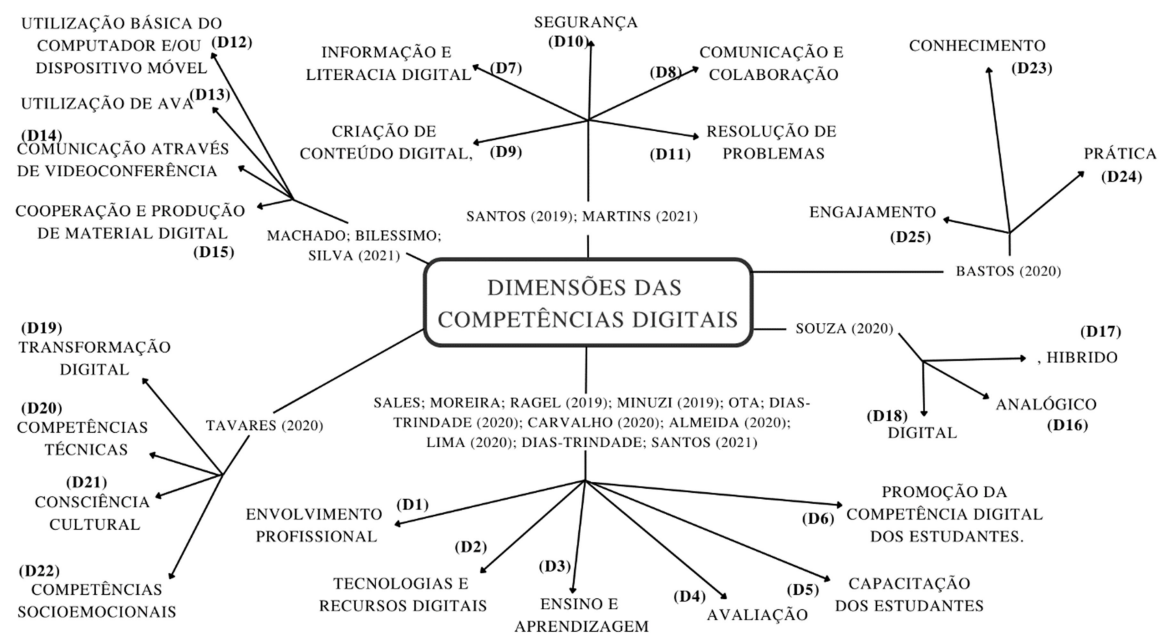 UTILIZAÇÃO BÁSICA DO
COMPUTADOR E/OU (D12)
DISPOSITIVO MÓVEL
UTILIZAÇÃO DE AVA (D13)
(D14)
COMUNICAÇÃO ATRAVÉS
DE VIDEOCONFERÊNCIA
COOPERAÇÃO E PRODUÇÃO
DE MATERIAL DIGITAL
(D15)
MACHADO; BILESSIMO;
SILVA (2021)
SEGURANÇA
(D10)
INFORMAÇÃO E
LITERACIA DIGITAL (D7)
COMUNICAÇÃO E
(D8) COLABORAÇÃO
CRIAÇÃO DE
CONTEÚDO DIGITAL, (D9)
RESOLUÇÃO DE
(D11) PROBLEMAS
SANTOS (2019); MARTINS (2021)
CONHECIMENTO
(D23)
PRÁTICA
(D24)
ENGAJAMENTO
(D25)
BASTOS (2020)
DIMENSÕES DAS
COMPETÊNCIAS DIGITAIS
SOUZA (2020)
(D17)
, HIBRIDO
ANALÓGICO
(D16)
(D18)
DIGITAL
(D19)
TRANSFORMAÇÃO
DIGITAL
(D20)
COMPETÊNCIAS
TÉCNICAS
(D21)
CONSCIÊNCIA
CULTURAL
(D22)
COMPETÊNCIAS
SOCIOEMOCIONAIS
TAVARES (2020)
SALES; MOREIRA; RAGEL (2019); MINUZI (2019); OTA; DIAS-
TRINDADE (2020); CARVALHO (2020); ALMEIDA (2020);
LIMA (2020); DIAS-TRINDADE; SANTOS (2021)
(D1)
ENVOLVIMENTO
PROFISSIONAL
(D2)
TECNOLOGIAS E
RECURSOS DIGITAIS
(D3)
ENSINO E
APRENDIZAGEM
(D4)
AVALIAÇÃO
(D5)
CAPACITAÇÃO
DOS ESTUDANTES
PROMOÇÃO DA
(D6) COMPETÊNCIA DIGITAL
DOS ESTUDANTES.